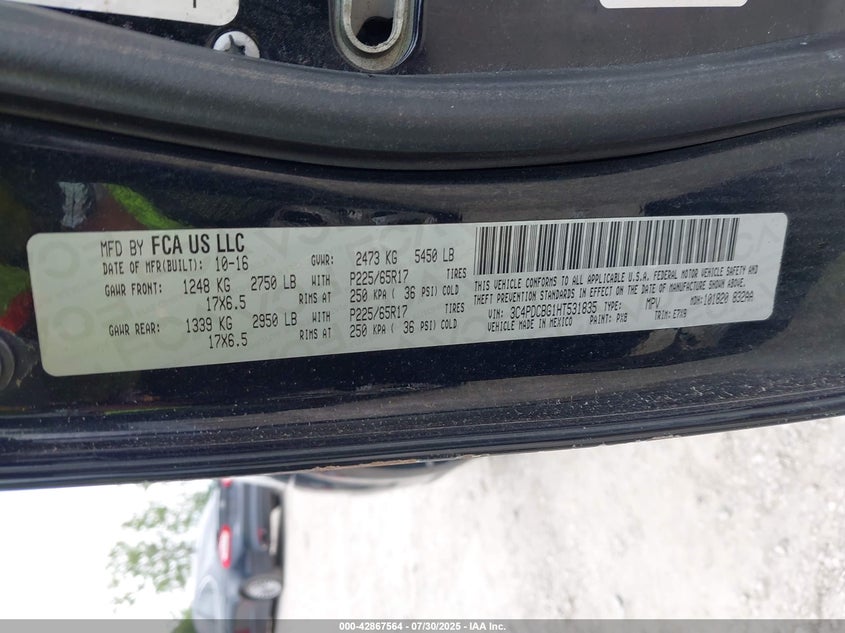 MFD BY FCA US LLC
DATE OF MFR(BUILT): 10-16 GVWR: 2473 KG 5450 LB
GAWR FRONT: 1248 KG 2750 LB WITH P225/65R17 TIRES
17X6.5 RIMS AT 250 KPA ( 36 PSI) COLD
GAWR REAR: 1339 KG 2950 LB WITH P225/65R17 TIRES
17X6.5 RIMS AT 250 KPA ( 36 PSI) COLD
THIS VEHICLE CONFORMS TO ALL APPLICABLE U.S.A. FEDERAL MOTOR VEHICLE SAFETY AND
THEFT PREVENTION STANDARDS IN EFFECT ON THE DATE OF MANUFACTURE SHOWN ABOVE.
VIN: 3C4PDCBG1HT531835 TYPE: MPV MDH: 101820 832AA
VEHICLE MADE IN MEXICO PAINT: PXB TRIM: E7X9
000-42867564 / 07/30/2025 - IAA Inc.